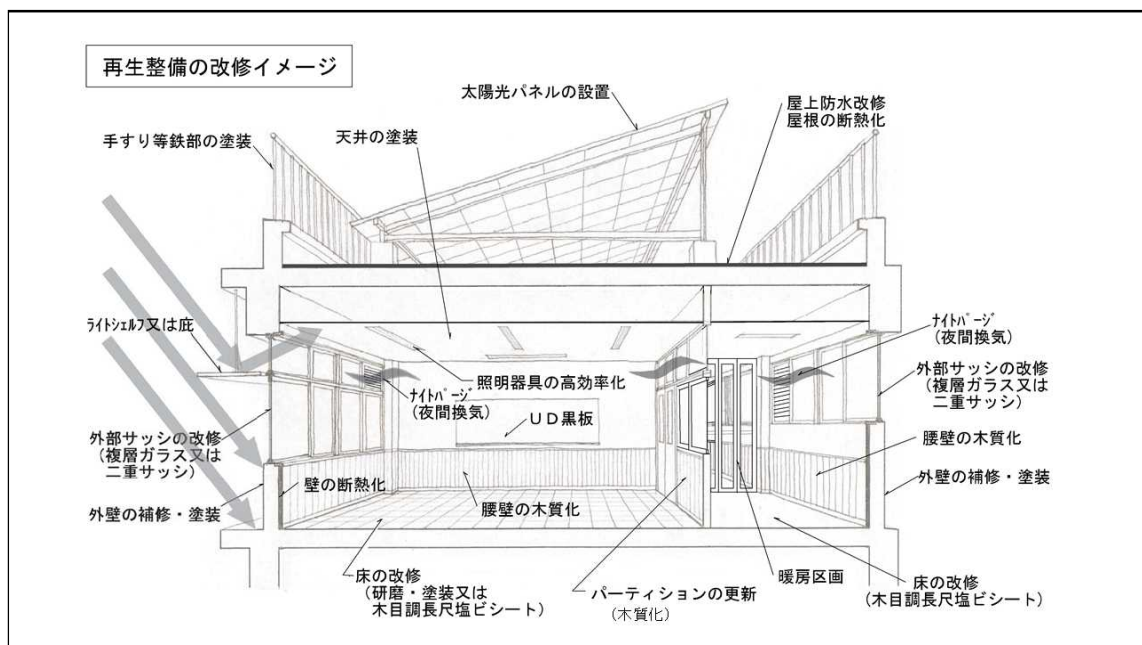 再生整備の改修イメージ
太陽光パネルの設置
屋上防水改修
屋根の断熱化
手すり等鉄部の塗装
天井の塗装
ﾗｲﾄｼｪﾙﾌ又は庇
ﾅｲﾄﾊﾟｰｼﾞ
(夜間換気)
照明器具の高効率化
ﾅｲﾄﾊﾟｰｼﾞ
(夜間換気)
外部サッシの改修
(複層ガラス又は
二重サッシ)
UD黒板
外部サッシの改修
(複層ガラス又は
二重サッシ)
腰壁の木質化
壁の断熱化
外壁の補修・塗装
腰壁の木質化
外壁の補修・塗装
床の改修
(研磨・塗装又は
木目調長尺塩ビシート)
パーティションの更新
(木質化)
暖房区画
床の改修
(木目調長尺塩ビシート)